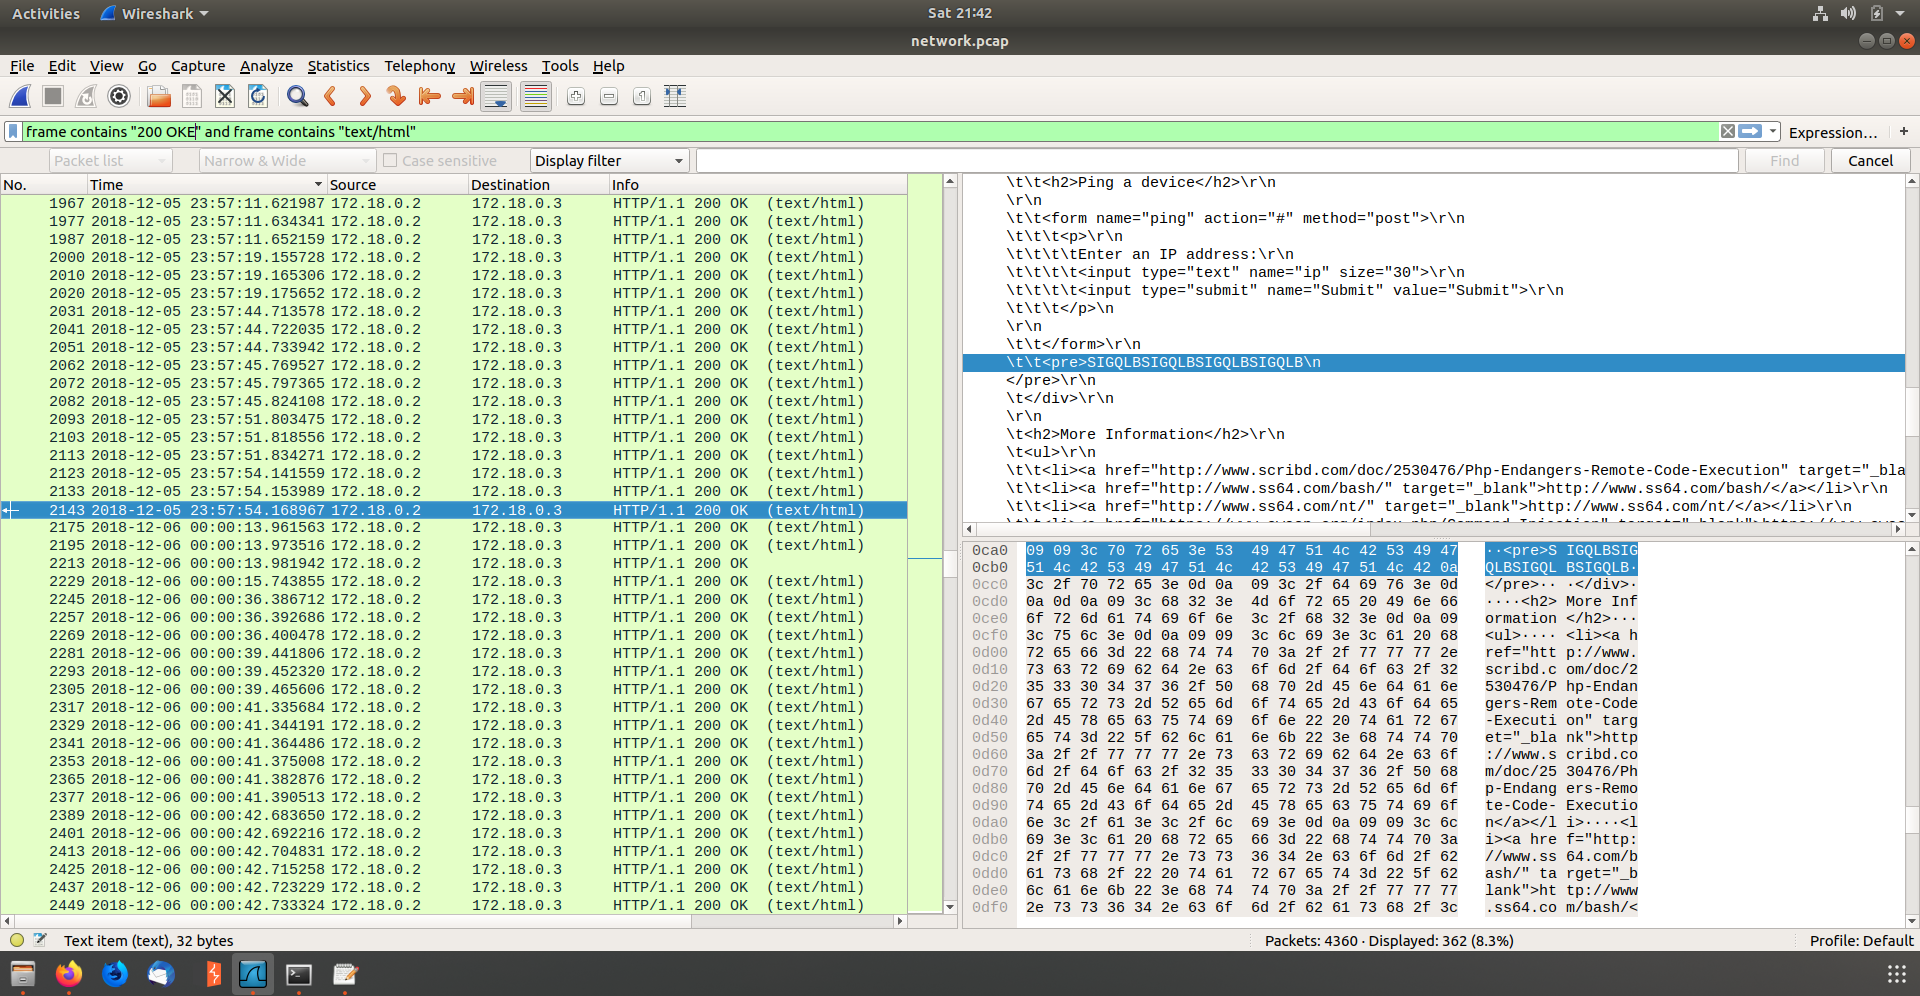 Activities Wireshark Sat 21:42
network.pcap
File Edit View Go Capture Analyze Statistics Telephony Wireless Tools Help
frame contains "200 OKE" and frame contains "text/html" Expression… +
Packet list Narrow & Wide Case sensitive Display filter Find Cancel
No. Time Source Destination Info
1967 2018-12-05 23:57:11.621987 172.18.0.2 172.18.0.3 HTTP/1.1 200 OK (text/html)
1977 2018-12-05 23:57:11.634341 172.18.0.2 172.18.0.3 HTTP/1.1 200 OK (text/html)
1987 2018-12-05 23:57:11.652159 172.18.0.2 172.18.0.3 HTTP/1.1 200 OK (text/html)
2000 2018-12-05 23:57:19.155728 172.18.0.2 172.18.0.3 HTTP/1.1 200 OK (text/html)
2010 2018-12-05 23:57:19.165306 172.18.0.2 172.18.0.3 HTTP/1.1 200 OK (text/html)
2020 2018-12-05 23:57:19.175652 172.18.0.2 172.18.0.3 HTTP/1.1 200 OK (text/html)
2031 2018-12-05 23:57:44.713578 172.18.0.2 172.18.0.3 HTTP/1.1 200 OK (text/html)
2041 2018-12-05 23:57:44.722035 172.18.0.2 172.18.0.3 HTTP/1.1 200 OK (text/html)
2051 2018-12-05 23:57:44.733942 172.18.0.2 172.18.0.3 HTTP/1.1 200 OK (text/html)
2062 2018-12-05 23:57:45.769527 172.18.0.2 172.18.0.3 HTTP/1.1 200 OK (text/html)
2072 2018-12-05 23:57:45.797365 172.18.0.2 172.18.0.3 HTTP/1.1 200 OK (text/html)
2082 2018-12-05 23:57:45.824108 172.18.0.2 172.18.0.3 HTTP/1.1 200 OK (text/html)
2093 2018-12-05 23:57:51.803475 172.18.0.2 172.18.0.3 HTTP/1.1 200 OK (text/html)
2103 2018-12-05 23:57:51.818556 172.18.0.2 172.18.0.3 HTTP/1.1 200 OK (text/html)
2113 2018-12-05 23:57:51.834271 172.18.0.2 172.18.0.3 HTTP/1.1 200 OK (text/html)
2123 2018-12-05 23:57:54.141559 172.18.0.2 172.18.0.3 HTTP/1.1 200 OK (text/html)
2133 2018-12-05 23:57:54.153989 172.18.0.2 172.18.0.3 HTTP/1.1 200 OK (text/html)
2143 2018-12-05 23:57:54.168967 172.18.0.2 172.18.0.3 HTTP/1.1 200 OK (text/html)
2175 2018-12-06 00:00:13.961563 172.18.0.2 172.18.0.3 HTTP/1.1 200 OK (text/html)
2195 2018-12-06 00:00:13.973516 172.18.0.2 172.18.0.3 HTTP/1.1 200 OK (text/html)
2213 2018-12-06 00:00:13.981942 172.18.0.2 172.18.0.3 HTTP/1.1 200 OK
2229 2018-12-06 00:00:15.743855 172.18.0.2 172.18.0.3 HTTP/1.1 200 OK (text/html)
2245 2018-12-06 00:00:36.386712 172.18.0.2 172.18.0.3 HTTP/1.1 200 OK (text/html)
2257 2018-12-06 00:00:36.392686 172.18.0.2 172.18.0.3 HTTP/1.1 200 OK (text/html)
2269 2018-12-06 00:00:36.400478 172.18.0.2 172.18.0.3 HTTP/1.1 200 OK (text/html)
2281 2018-12-06 00:00:39.441806 172.18.0.2 172.18.0.3 HTTP/1.1 200 OK (text/html)
2293 2018-12-06 00:00:39.452320 172.18.0.2 172.18.0.3 HTTP/1.1 200 OK (text/html)
2305 2018-12-06 00:00:39.465606 172.18.0.2 172.18.0.3 HTTP/1.1 200 OK (text/html)
2317 2018-12-06 00:00:41.335684 172.18.0.2 172.18.0.3 HTTP/1.1 200 OK (text/html)
2329 2018-12-06 00:00:41.344191 172.18.0.2 172.18.0.3 HTTP/1.1 200 OK (text/html)
2341 2018-12-06 00:00:41.364486 172.18.0.2 172.18.0.3 HTTP/1.1 200 OK (text/html)
2353 2018-12-06 00:00:41.375008 172.18.0.2 172.18.0.3 HTTP/1.1 200 OK (text/html)
2365 2018-12-06 00:00:41.382876 172.18.0.2 172.18.0.3 HTTP/1.1 200 OK (text/html)
2377 2018-12-06 00:00:41.390513 172.18.0.2 172.18.0.3 HTTP/1.1 200 OK (text/html)
2389 2018-12-06 00:00:42.683650 172.18.0.2 172.18.0.3 HTTP/1.1 200 OK (text/html)
2401 2018-12-06 00:00:42.692216 172.18.0.2 172.18.0.3 HTTP/1.1 200 OK (text/html)
2413 2018-12-06 00:00:42.704831 172.18.0.2 172.18.0.3 HTTP/1.1 200 OK (text/html)
2425 2018-12-06 00:00:42.715258 172.18.0.2 172.18.0.3 HTTP/1.1 200 OK (text/html)
2437 2018-12-06 00:00:42.723229 172.18.0.2 172.18.0.3 HTTP/1.1 200 OK (text/html)
2449 2018-12-06 00:00:42.733324 172.18.0.2 172.18.0.3 HTTP/1.1 200 OK (text/html)
\t\t<h2>Ping a device</h2>\r\n
\r\n
\t\t<form name="ping" action="#" method="post">\r\n
\t\t\t<p>\r\n
\t\t\t\tEnter an IP address:\r\n
\t\t\t\t<input type="text" name="ip" size="30">\r\n
\t\t\t\t<input type="submit" name="Submit" value="Submit">\r\n
\t\t\t</p>\n
\r\n
\t\t</form>\r\n
\t\t<pre>SIGQLBSIGQLBSIGQLBSIGQLB\n
</pre>\r\n
\t</div>\r\n
\r\n
\t<h2>More Information</h2>\r\n
\t<ul>\r\n
\t\t<li><a href="http://www.scribd.com/doc/2530476/Php-Endangers-Remote-Code-Execution" target="_bla
\t\t<li><a href="http://www.ss64.com/bash/" target="_blank">http://www.ss64.com/bash/</a></li>\r\n
\t\t<li><a href="http://www.ss64.com/nt/" target="_blank">http://www.ss64.com/nt/</a></li>\r\n
0ca0 09 09 3c 70 72 65 3e 53 49 47 51 4c 42 53 49 47 ··<pre>S IGQLBSIG
0cb0 51 4c 42 53 49 47 51 4c 42 53 49 47 51 4c 42 0a QLBSIGQL BSIGQLB·
0cc0 3c 2f 70 72 65 3e 0d 0a 09 3c 2f 64 69 76 3e 0d </pre>·· ·</div>·
0cd0 0a 0d 0a 09 3c 68 32 3e 4d 6f 72 65 20 49 6e 66 ····<h2> More Inf
0ce0 6f 72 6d 61 74 69 6f 6e 3c 2f 68 32 3e 0d 0a 09 ormation </h2>···
0cf0 3c 75 6c 3e 0d 0a 09 09 3c 6c 69 3e 3c 61 20 68 <ul>···· <li><a h
0d00 72 65 66 3d 22 68 74 74 70 3a 2f 2f 77 77 77 2e ref="htt p://www.
0d10 73 63 72 69 62 64 2e 63 6f 6d 2f 64 6f 63 2f 32 scribd.c om/doc/2
0d20 35 33 30 34 37 36 2f 50 68 70 2d 45 6e 64 61 6e 530476/P hp-Endan
0d30 67 65 72 73 2d 52 65 6d 6f 74 65 2d 43 6f 64 65 gers-Rem ote-Code
0d40 2d 45 78 65 63 75 74 69 6f 6e 22 20 74 61 72 67 -Executi on" targ
0d50 65 74 3d 22 5f 62 6c 61 6e 6b 22 3e 68 74 74 70 et="_bla nk">http
0d60 3a 2f 2f 77 77 77 2e 73 63 72 69 62 64 2e 63 6f ://www.s cribd.co
0d70 6d 2f 64 6f 63 2f 32 35 33 30 34 37 36 2f 50 68 m/doc/25 30476/Ph
0d80 70 2d 45 6e 64 61 6e 67 65 72 73 2d 52 65 6d 6f p-Endang ers-Remo
0d90 74 65 2d 43 6f 64 65 2d 45 78 65 63 75 74 69 6f te-Code- Executio
0da0 6e 3c 2f 61 3e 3c 2f 6c 69 3e 0d 0a 09 09 3c 6c n</a></l i>····<l
0db0 69 3e 3c 61 20 68 72 65 66 3d 22 68 74 74 70 3a i><a hre f="http:
0dc0 2f 2f 77 77 77 2e 73 73 36 34 2e 63 6f 6d 2f 62 //www.ss 64.com/b
0dd0 61 73 68 2f 22 20 74 61 72 67 65 74 3d 22 5f 62 ash/" ta rget="_b
0de0 6c 61 6e 6b 22 3e 68 74 74 70 3a 2f 2f 77 77 77 lank">ht tp://www
0df0 2e 73 73 36 34 2e 63 6f 6d 2f 62 61 73 68 2f 3c .ss64.co m/bash/<
Text item (text), 32 bytes Packets: 4360 · Displayed: 362 (8.3%) Profile: Default